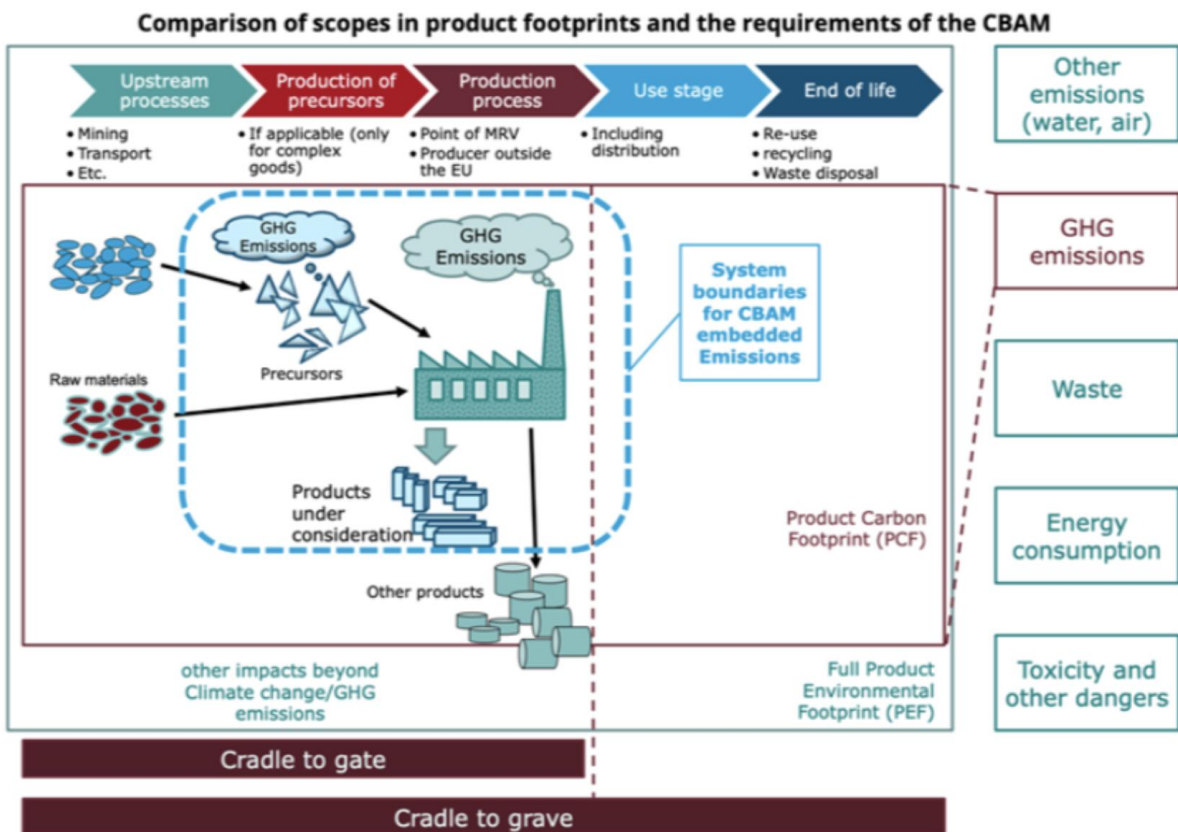 Comparison of scopes in product footprints and the requirements of the CBAM
Upstream
processes
Production of
precursors
Production
process
Use stage
End of life
• Mining
• Transport
• Etc.
• If applicable (only
for complex
goods)
• Point of MRV
• Producer outside
the EU
• Including
distribution
• Re-use
• recycling
• Waste disposal
GHG
Emissions
GHG
Emissions
Precursors
Raw materials
Products
under
consideration
Other products
System
boundaries
for CBAM
embedded
Emissions
Product Carbon
Footprint (PCF)
other impacts beyond
Climate change/GHG
emissions
Full Product
Environmental
Footprint (PEF)
Other
emissions
(water, air)
GHG
emissions
Waste
Energy
consumption
Toxicity and
other dangers
Cradle to gate
Cradle to grave